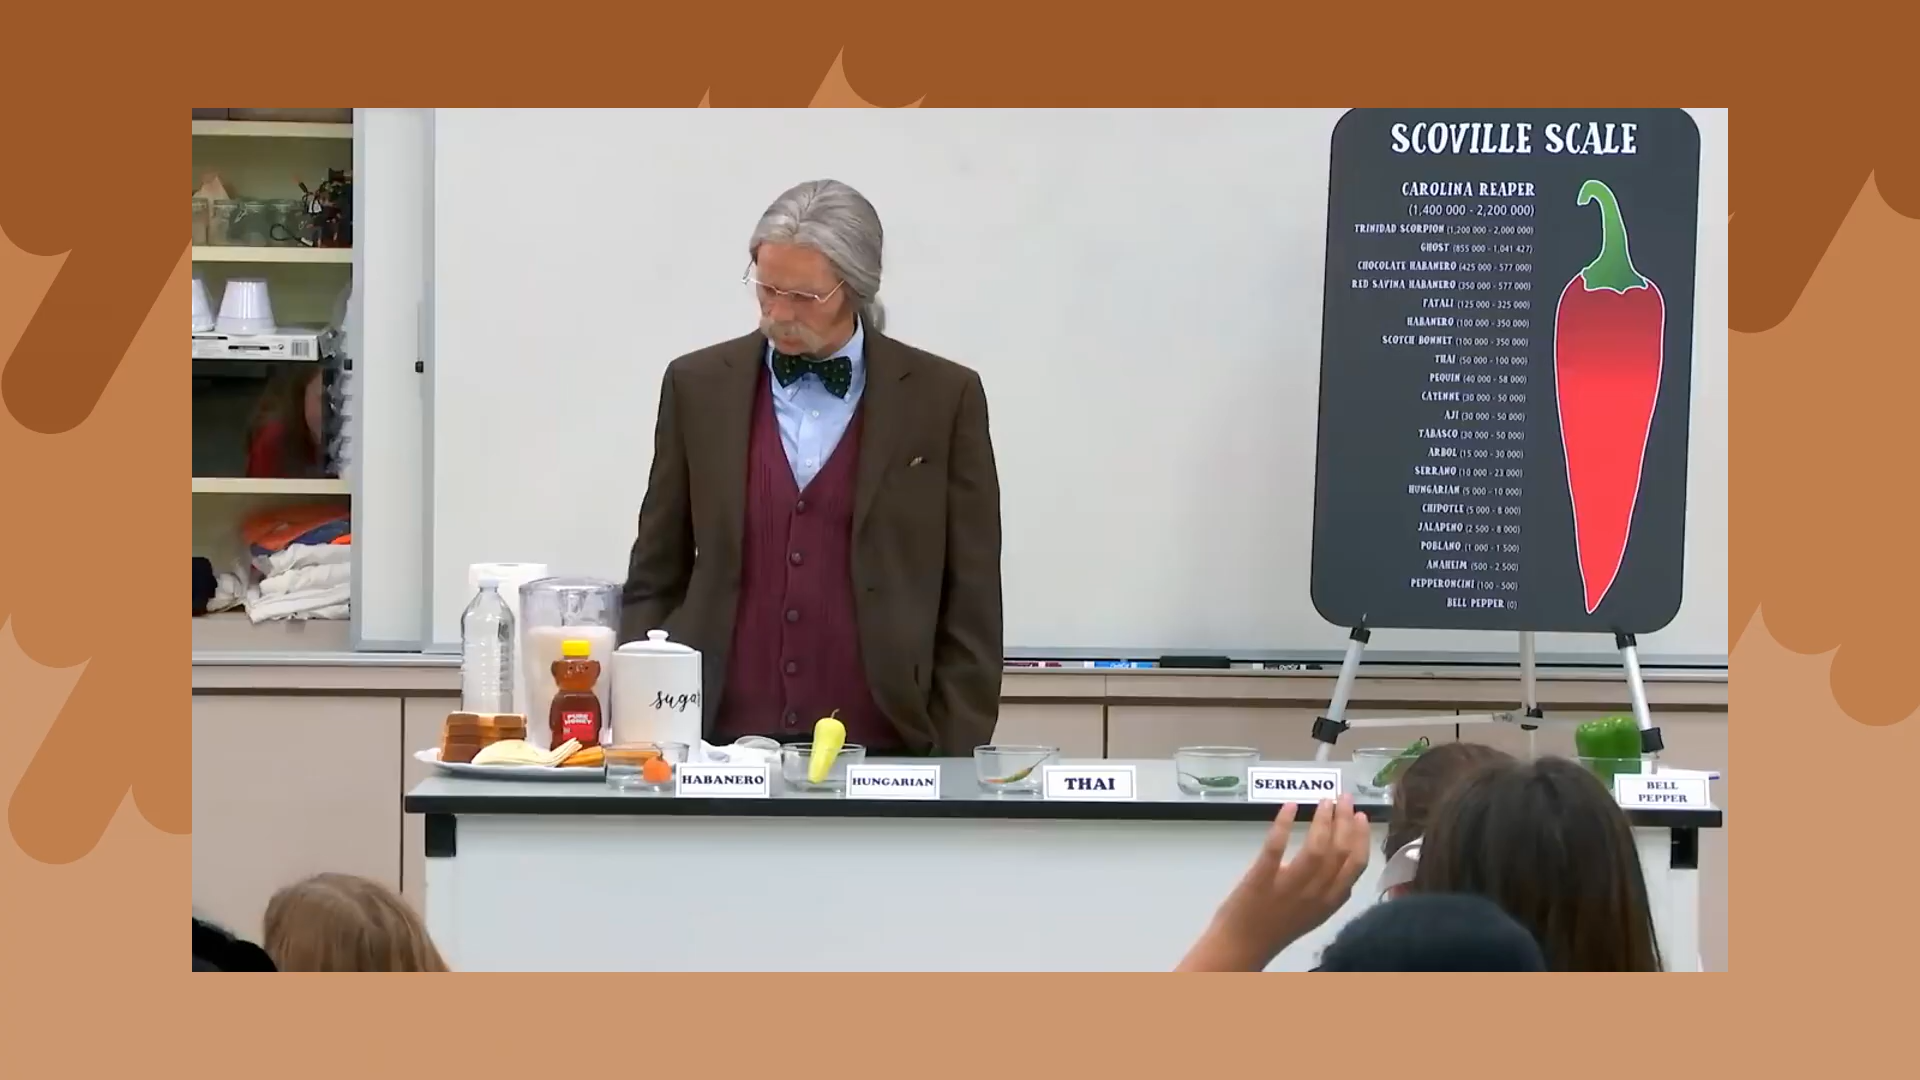 SCOVILLE SCALE
CAROLINA REAPER
(1,400 000 - 2,200 000)
TRINIDAD SCORPION (1,200 000 - 2,000 000)
GHOST (855 000 - 1,041 427)
CHOCOLATE HABANERO (425 000 - 577 000)
RED SAVINA HABANERO (350 000 - 577 000)
FATALI (125 000 - 325 000)
HABANERO (100 000 - 350 000)
SCOTCH BONNET (100 000 - 350 000)
THAI (50 000 - 100 000)
PEQUIN (40 000 - 58 000)
CAYENNE (30 000 - 50 000)
AJI (30 000 - 50 000)
TABASCO (30 000 - 50 000)
ARBOL (15 000 - 30 000)
SERRANO (10 000 - 23 000)
HUNGARIAN (5 000 - 10 000)
CHIPOTLE (5 000 - 8 000)
JALAPENO (2 500 - 8 000)
POBLANO (1 000 - 1 500)
ANAHEIM (500 - 2 500)
PEPPERONCINI (100 - 500)
BELL PEPPER (0)
sugar
PURE
HONEY
HABANERO
HUNGARIAN
THAI
SERRANO
BELL
PEPPER